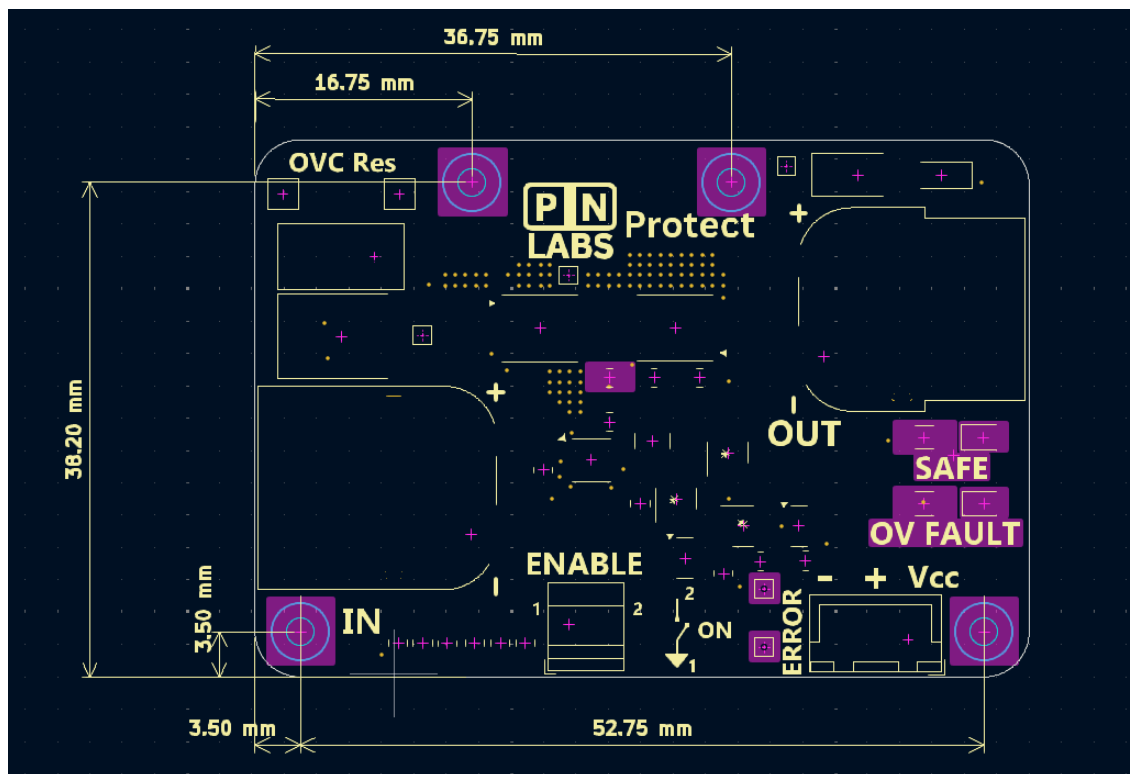 36.75 mm
16.75 mm
OVC Res
PN
LABS
Protect
+
38.20 mm
+
-
OUT
SAFE
OV FAULT
ENABLE
- + Vcc
3.50 mm
-
IN
1
2
2
ON
1
ERROR
3.50 mm
52.75 mm